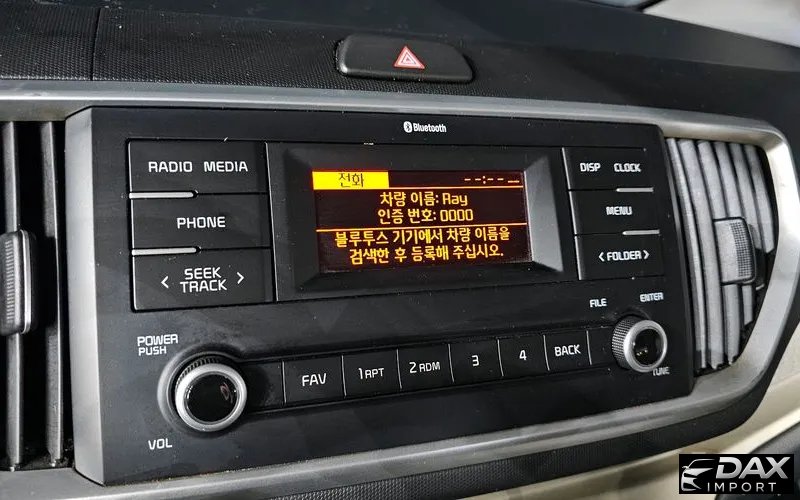 Bluetooth
RADIO MEDIA
PHONE
SEEK
TRACK
전화 --:--
차량 이름: Ray
인증 번호: 0000
블루투스 기기에서 차량 이름을
검색한 후 등록해 주십시오.
DISP CLOCK
MENU
FOLDER
POWER
PUSH
VOL
FAV
1 RPT
2 RDM
3
4
BACK
FILE
ENTER
TUNE
DAX
IMPORT